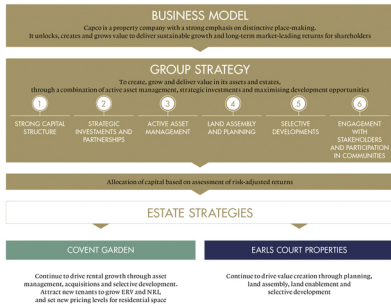 BUSINESS MODEL
Capco is a property company with a strong emphasis on distinctive place-making.
It unlocks, creates and grows value to deliver sustainable growth and long-term market-leading returns for shareholders
GROUP STRATEGY
To create, grow and deliver value in its assets and estates,
through a combination of active asset management, strategic investments and maximising development opportunities
1 2 3 4 5 6
STRONG CAPITAL STRUCTURE
STRATEGIC INVESTMENTS AND PARTNERSHIPS
ACTIVE ASSET MANAGEMENT
LAND ASSEMBLY AND PLANNING
SELECTIVE DEVELOPMENTS
ENGAGEMENT WITH STAKEHOLDERS AND PARTICIPATION IN COMMUNITIES
Allocation of capital based on assessment of risk-adjusted returns
ESTATE STRATEGIES
COVENT GARDEN
Continue to drive rental growth through asset
management, acquisitions and selective development.
Attract new tenants to grow ERV and NRI,
and set new pricing levels for residential space
EARLS COURT PROPERTIES
Continue to drive value creation through planning,
land assembly, land enablement and
selective development